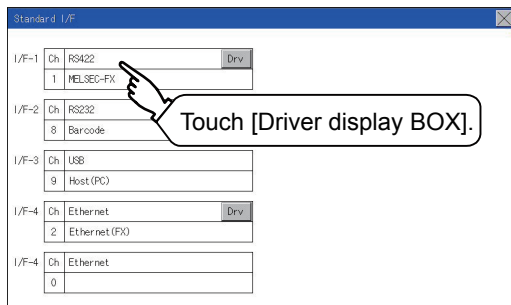 Standard I/F
I/F-1 Ch RS422 Drv
1 MELSEC-FX
I/F-2 Ch RS232
8 Barcode
Touch [Driver display BOX].
I/F-3 Ch USB
9 Host(PC)
I/F-4 Ch Ethernet Drv
2 Ethernet(FX)
I/F-4 Ch Ethernet
0